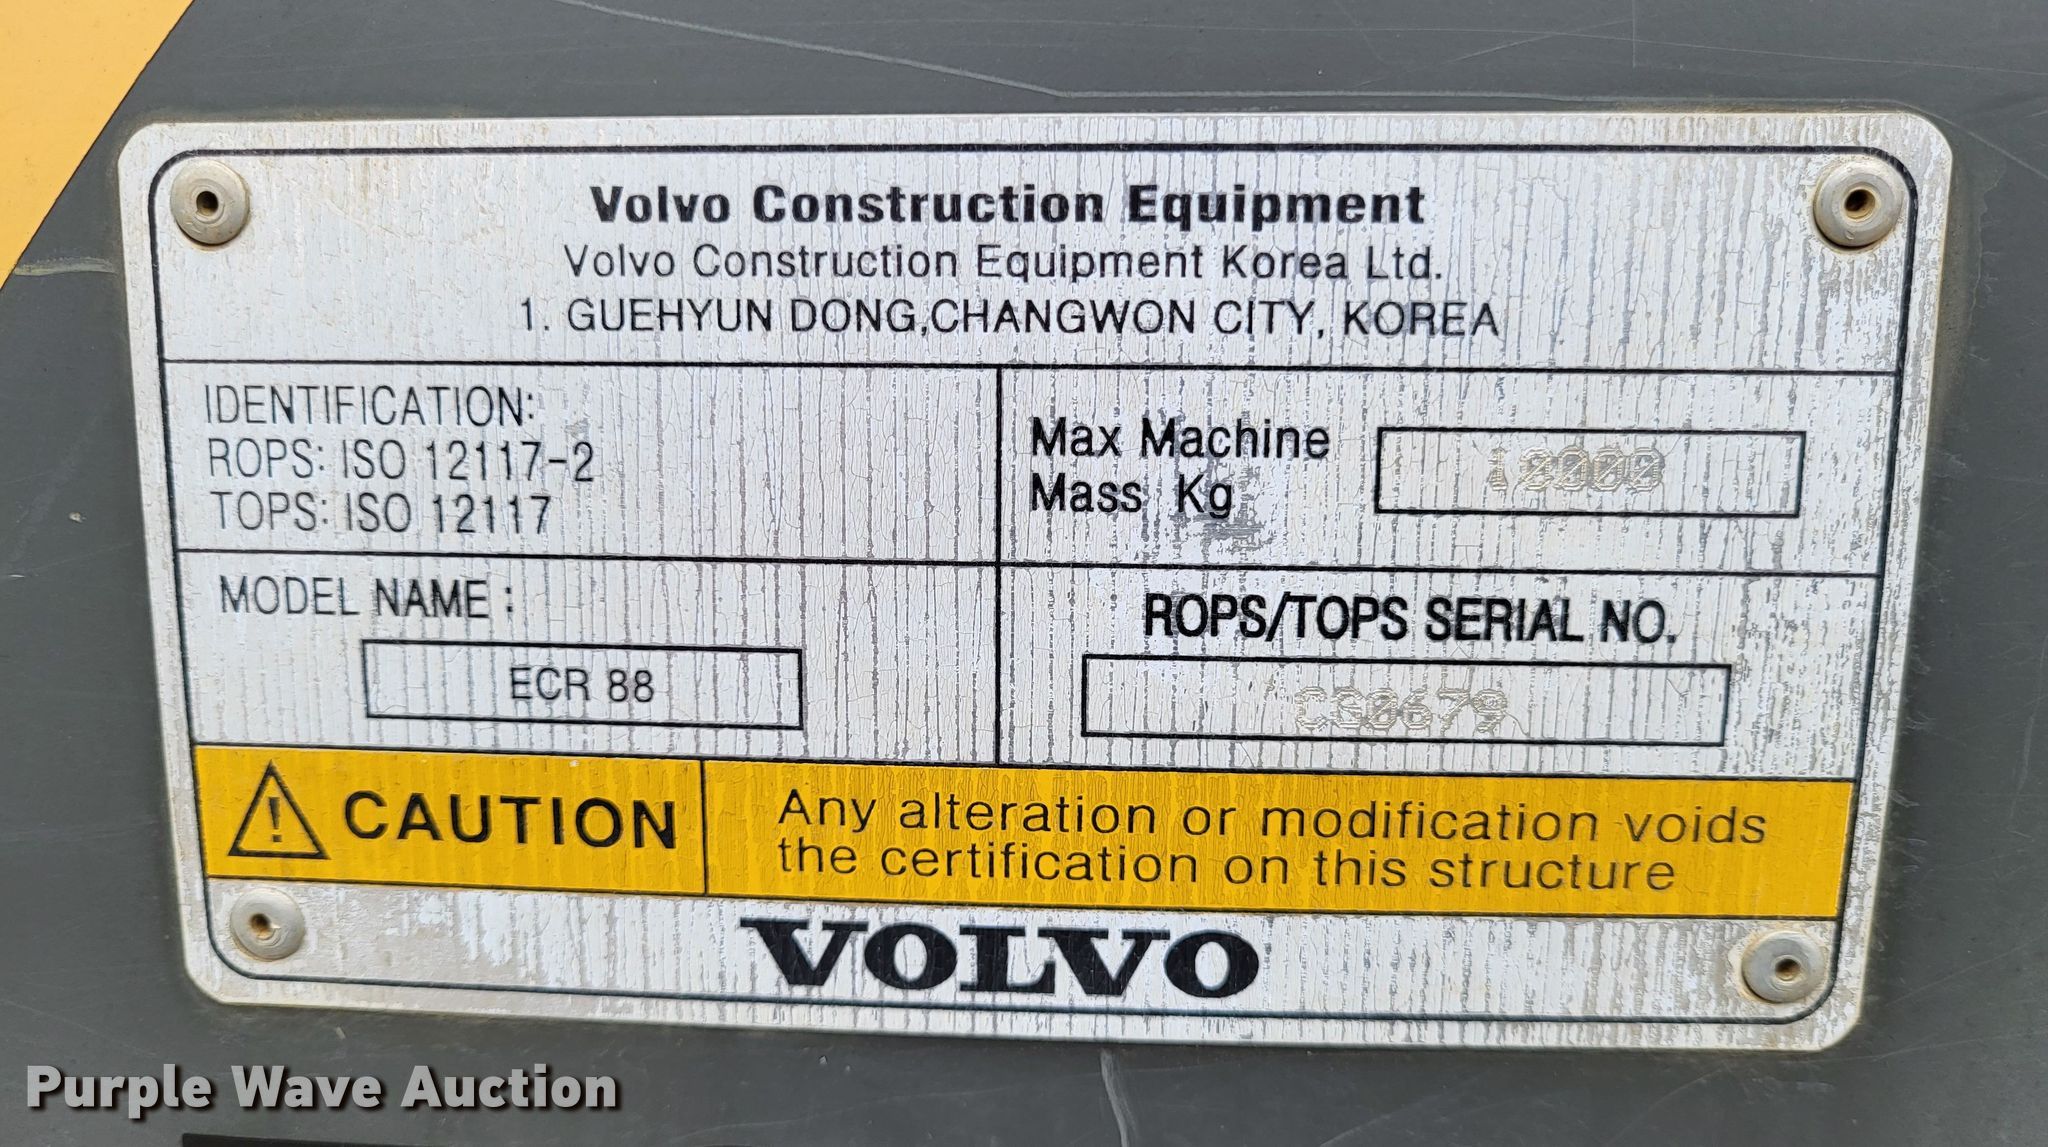 Volvo Construction Equipment
Volvo Construction Equipment Korea Ltd.
1. GUEHYUN DONG,CHANGWON CITY, KOREA
IDENTIFICATION:
ROPS: ISO 12117-2
TOPS: ISO 12117
Max Machine
Mass Kg
10000
MODEL NAME :
ECR 88
ROPS/TOPS SERIAL NO.
CG0679
CAUTION
Any alteration or modification voids
the certification on this structure
VOLVO
Purple Wave Auction